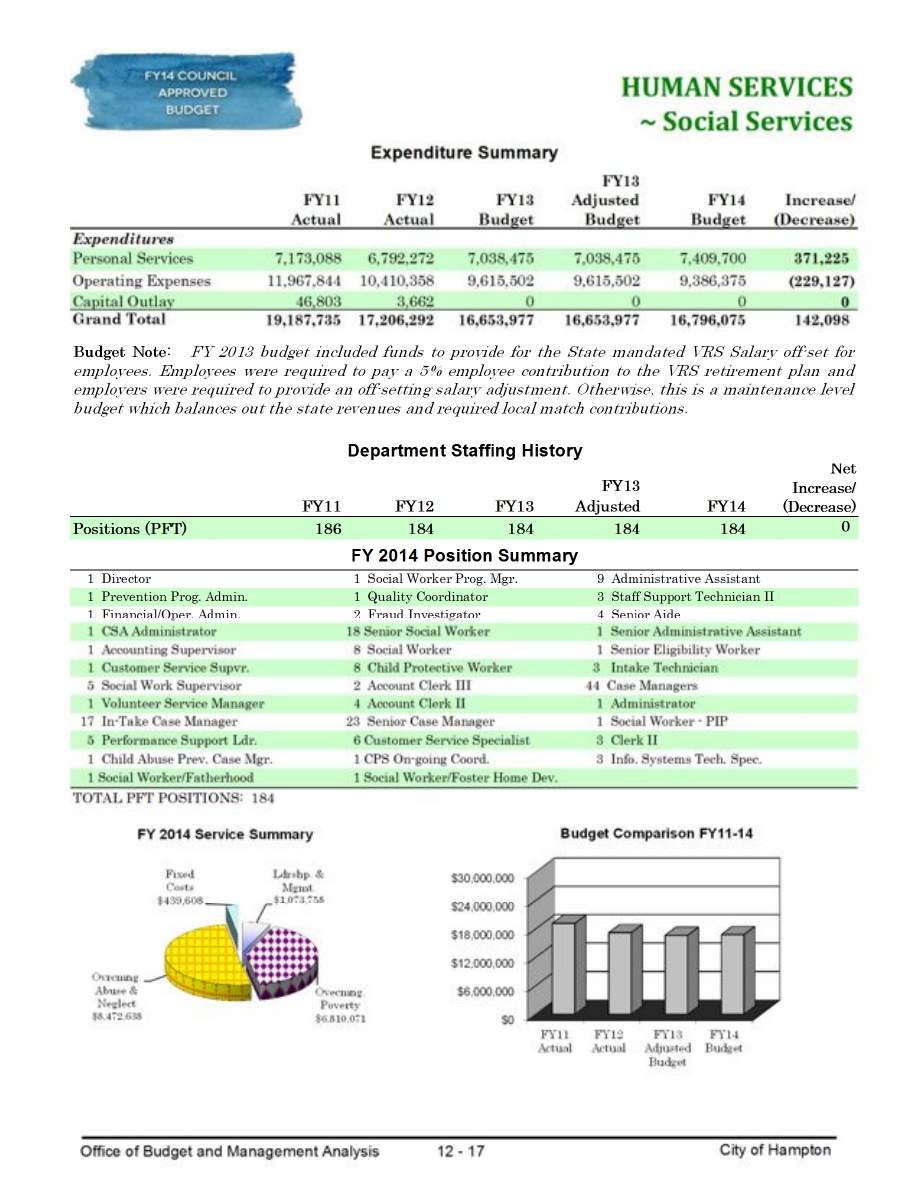 FY14 COUNCIL
APPROVED
BUDGET
HUMAN SERVICES
~ Social Services
Expenditure Summary
FY13
FY11 FY12 FY13 Adjusted FY14 Increase/
Actual Actual Budget Budget Budget (Decrease)
Expenditures
Personal Services 7,173,088 6,792,272 7,038,475 7,038,475 7,409,700 371,225
Operating Expenses 11,967,844 10,410,358 9,615,502 9,615,502 9,386,375 (229,127)
Capital Outlay 46,803 3,662 0 0 0 0
Grand Total 19,187,735 17,206,292 16,653,977 16,653,977 16,796,075 142,098
Budget Note: FY 2013 budget included funds to provide for the State mandated VRS Salary off-set for
employees. Employees were required to pay a 5% employee contribution to the VRS retirement plan and
employers were required to provide an off-setting salary adjustment. Otherwise, this is a maintenance level
budget which balances out the state revenues and required local match contributions.
Department Staffing History
Net
FY13 Increase/
FY11 FY12 FY13 Adjusted FY14 (Decrease)
Positions (PFT) 186 184 184 184 184 0
FY 2014 Position Summary
1 Director 1 Social Worker Prog. Mgr. 9 Administrative Assistant
1 Prevention Prog. Admin. 1 Quality Coordinator 3 Staff Support Technician II
1 Financial/Oper. Admin. 2 Fraud Investigator 4 Senior Aide
1 CSA Administrator 18 Senior Social Worker 1 Senior Administrative Assistant
1 Accounting Supervisor 8 Social Worker 1 Senior Eligibility Worker
1 Customer Service Supvr. 8 Child Protective Worker 3 Intake Technician
5 Social Work Supervisor 2 Account Clerk III 44 Case Managers
1 Volunteer Service Manager 4 Account Clerk II 1 Administrator
17 In-Take Case Manager 23 Senior Case Manager 1 Social Worker - PIP
5 Performance Support Ldr. 6 Customer Service Specialist 3 Clerk II
1 Child Abuse Prev. Case Mgr. 1 CPS On-going Coord. 3 Info. Systems Tech. Spec.
1 Social Worker/Fatherhood 1 Social Worker/Foster Home Dev.
TOTAL PFT POSITIONS: 184
FY 2014 Service Summary
Fixed
Costs
$439,608
Ldrshp. &
Mgmt.
$1,073,758
Ovrcmng.
Abuse &
Neglect
$8,472,638
Ovecmng.
Poverty
$6,810,071
Budget Comparison FY11-14
$30,000,000
$24,000,000
$18,000,000
$12,000,000
$6,000,000
$0
FY11 FY12 FY13 FY14
Actual Actual Adjusted Budget
Budget
Office of Budget and Management Analysis 12 - 17 City of Hampton